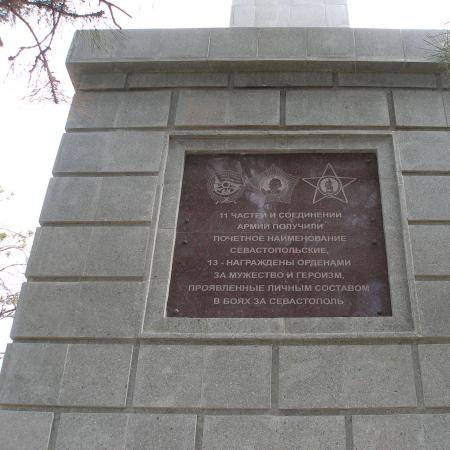 11 ЧАСТЕЙ И СОЕДИНЕНИЙ
АРМИИ ПОЛУЧИЛИ
ПОЧЕТНОЕ НАИМЕНОВАНИЕ
СЕВАСТОПОЛЬСКИЕ,
13 - НАГРАЖДЕНЫ ОРДЕНАМИ
ЗА МУЖЕСТВО И ГЕРОИЗМ,
ПРОЯВЛЕННЫЕ ЛИЧНЫМ СОСТАВОМ
В БОЯХ ЗА СЕВАСТОПОЛЬ